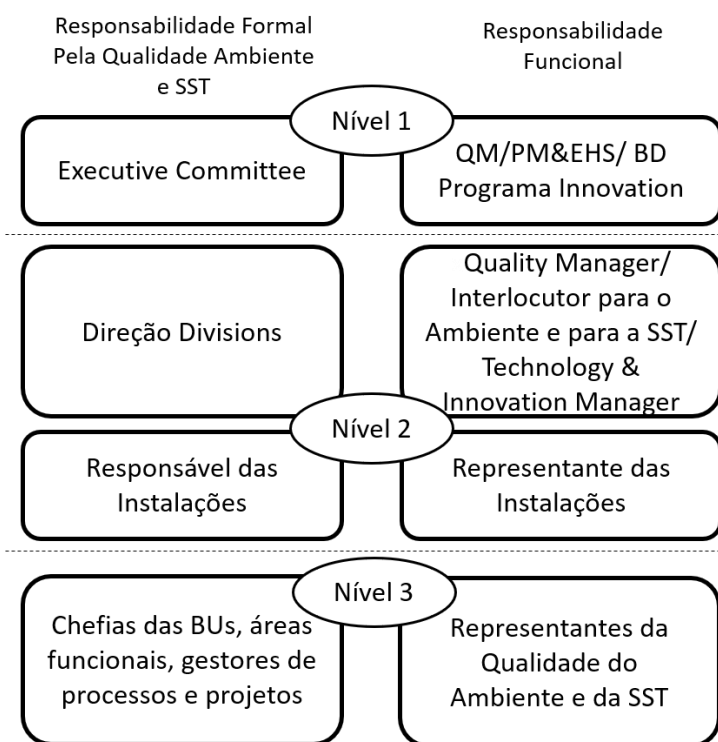 Responsabilidade Formal
Pela Qualidade Ambiente
e SST
Responsabilidade
Funcional
Nível 1
Executive Committee
QM/PM&EHS/ BD
Programa Innovation
Direção Divisions
Quality Manager/
Interlocutor para o
Ambiente e para a SST/
Technology &
Innovation Manager
Nível 2
Responsável das
Instalações
Representante das
Instalações
Nível 3
Chefias das BUs, áreas
funcionais, gestores de
processos e projetos
Representantes da
Qualidade do
Ambiente e da SST